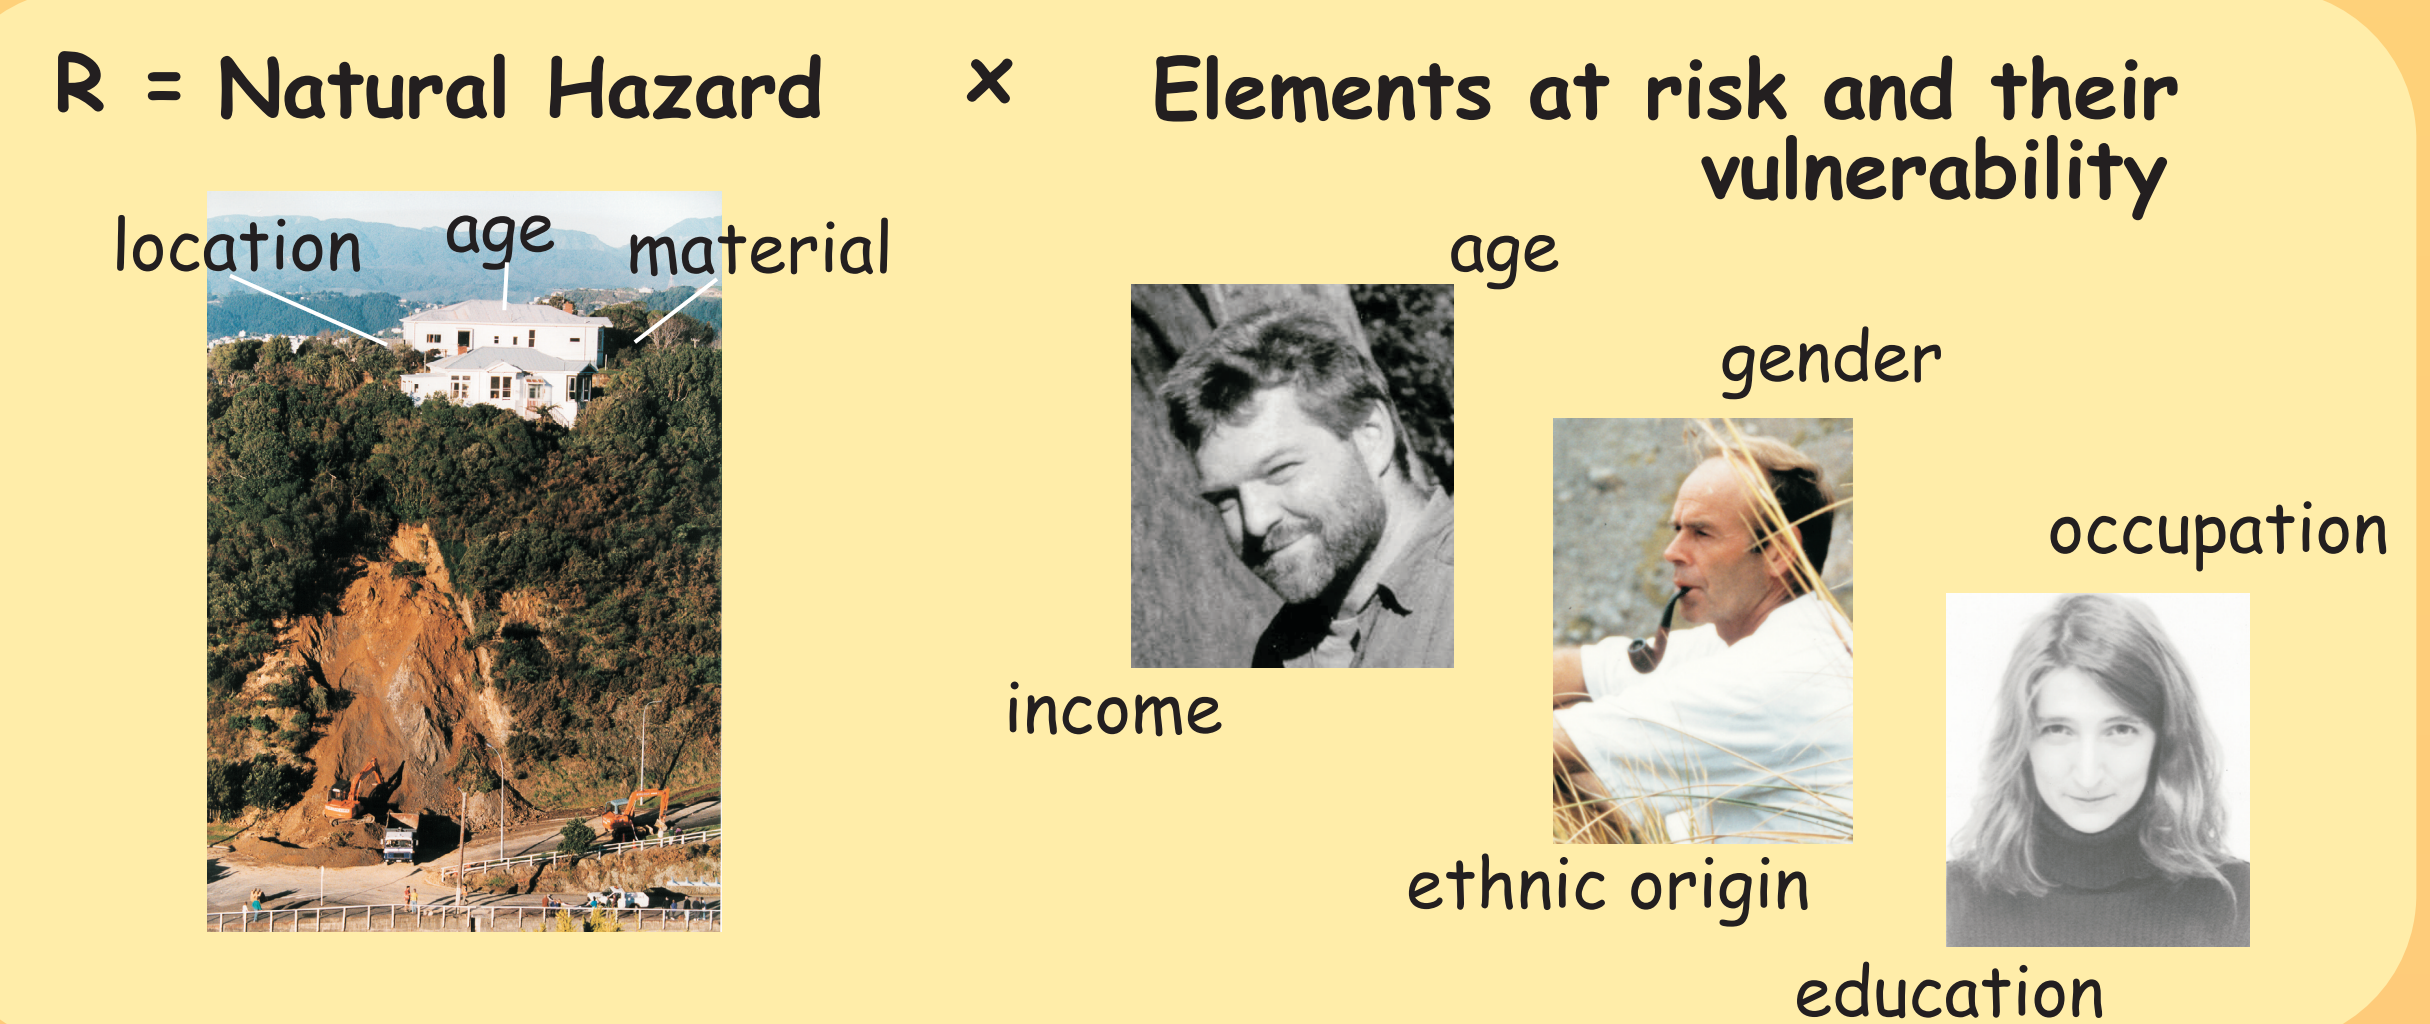 R = Natural Hazard x Elements at risk and their
vulnerability
location age material
age
gender
occupation
income
ethnic origin
education